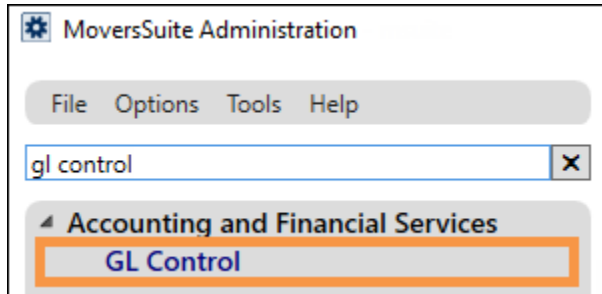 MoversSuite Administration
File Options Tools Help
gl control
Accounting and Financial Services
GL Control